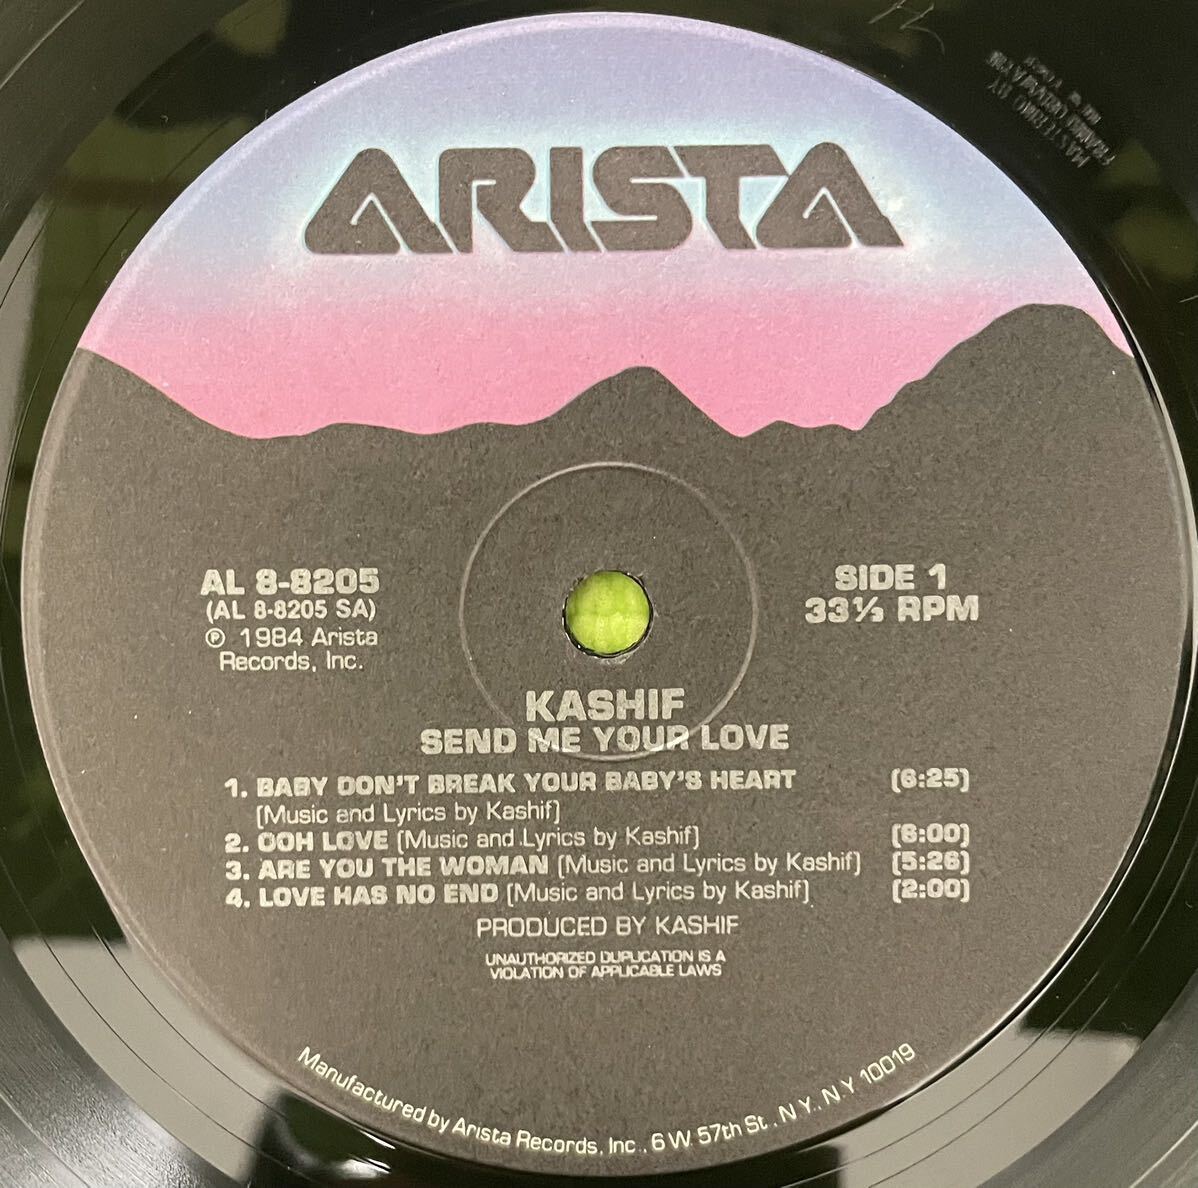 ARISTA
AL 8-8205
(AL 8-8205 SA)
℗ 1984 Arista
Records, Inc.
SIDE 1
33⅓ RPM
KASHIF
SEND ME YOUR LOVE
1. BABY DON'T BREAK YOUR BABY'S HEART (6:25)
(Music and Lyrics by Kashif)
2. OOH LOVE (Music and Lyrics by Kashif) (6:00)
3. ARE YOU THE WOMAN (Music and Lyrics by Kashif) (5:26)
4. LOVE HAS NO END (Music and Lyrics by Kashif) (2:00)
PRODUCED BY KASHIF
UNAUTHORIZED DUPLICATION IS A
VIOLATION OF APPLICABLE LAWS
Manufactured by Arista Records, Inc., 6 W. 57th St., N.Y., N.Y. 10019
MASTERED BY